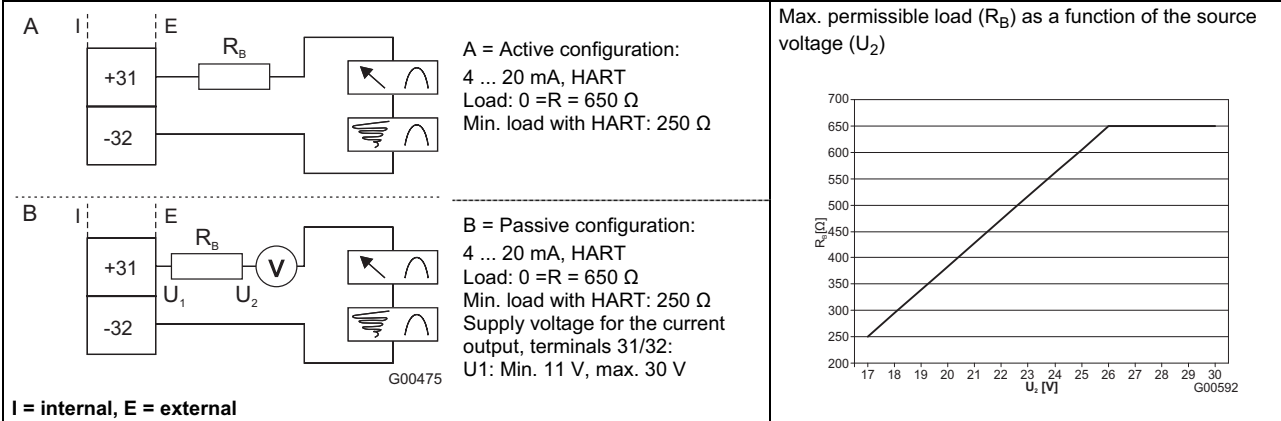 A
I
E
R_B
+31
-32
A = Active configuration:
4 ... 20 mA, HART
Load: 0 =R = 650 Ω
Min. load with HART: 250 Ω
B
I
E
R_B
V
+31
U₁
U₂
-32
G00475
B = Passive configuration:
4 ... 20 mA, HART
Load: 0 =R = 650 Ω
Min. load with HART: 250 Ω
Supply voltage for the current
output, terminals 31/32:
U1: Min. 11 V, max. 30 V
I = internal, E = external
Max. permissible load (R_B) as a function of the source
voltage (U₂)
700
650
600
550
500
450
400
350
300
250
200
R_B[Ω]
17 18 19 20 21 22 23 24 25 26 27 28 29 30
U₂ [V]
G00592